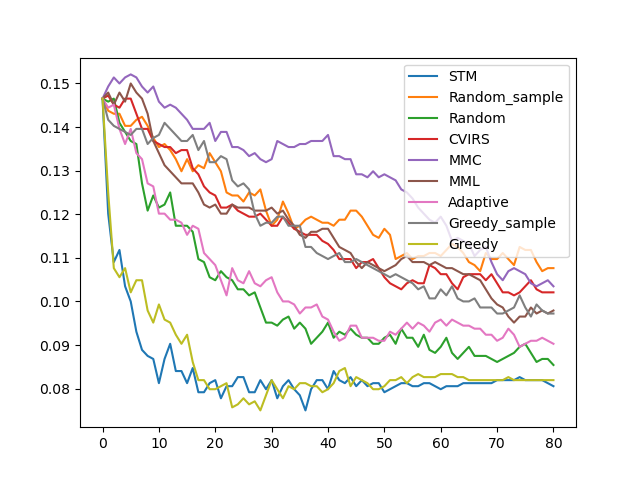 0.15
0.14
0.13
0.12
0.11
0.10
0.09
0.08
0 10 20 30 40 50 60 70 80
STM
Random_sample
Random
CVIRS
MMC
MML
Adaptive
Greedy_sample
Greedy